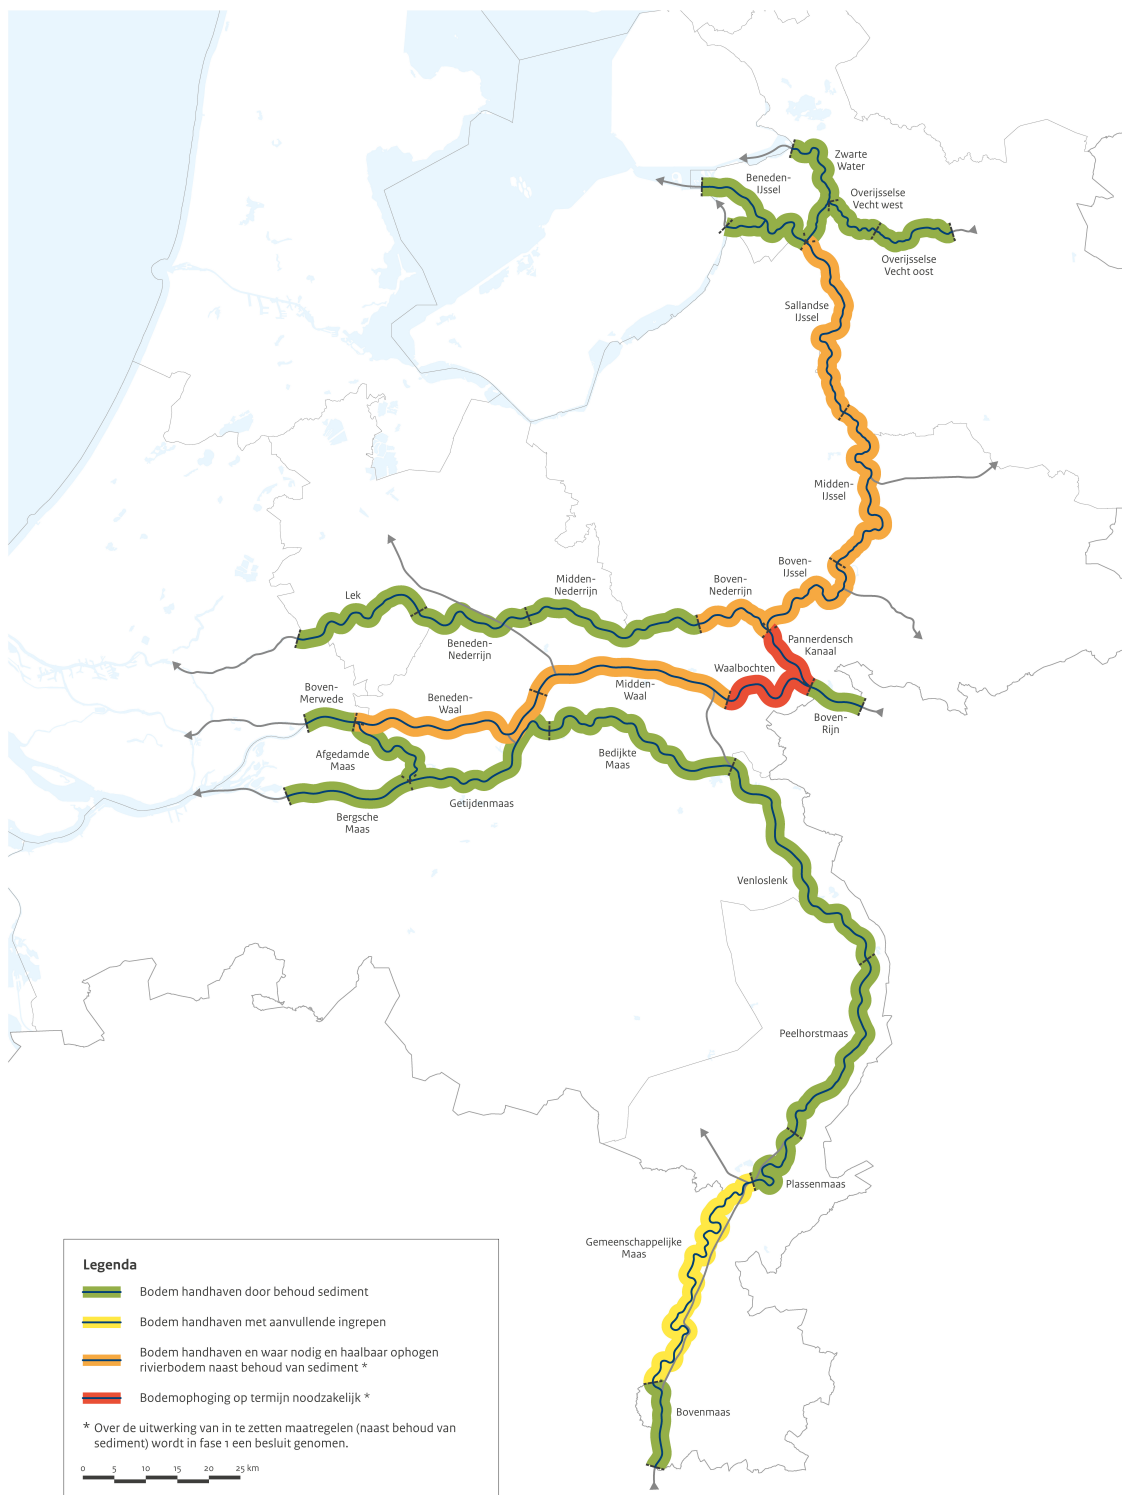 Zwarte
Water
Beneden-
IJssel
Overijsselse
Vecht west
Overijsselse
Vecht oost
Sallandse
IJssel
Midden-
IJssel
Boven-
IJssel
Midden-
Nederrijn
Boven-
Nederrijn
Lek
Beneden-
Nederrijn
Pannerdensch
Kanaal
Waalbochten
Boven-
Merwede
Beneden-
Waal
Midden-
Waal
Boven-
Rijn
Afgedamde
Maas
Bedijkte
Maas
Getijdenmaas
Bergsche
Maas
Venloslenk
Peelhorstmaas
Plassenmaas
Gemeenschappelijke
Maas
Bovenmaas
Legenda
Bodem handhaven door behoud sediment
Bodem handhaven met aanvullende ingrepen
Bodem handhaven en waar nodig en haalbaar ophogen
rivierbodem naast behoud van sediment *
Bodemophoging op termijn noodzakelijk *
* Over de uitwerking van in te zetten maatregelen (naast behoud van
sediment) wordt in fase 1 een besluit genomen.
0 5 10 15 20 25 km